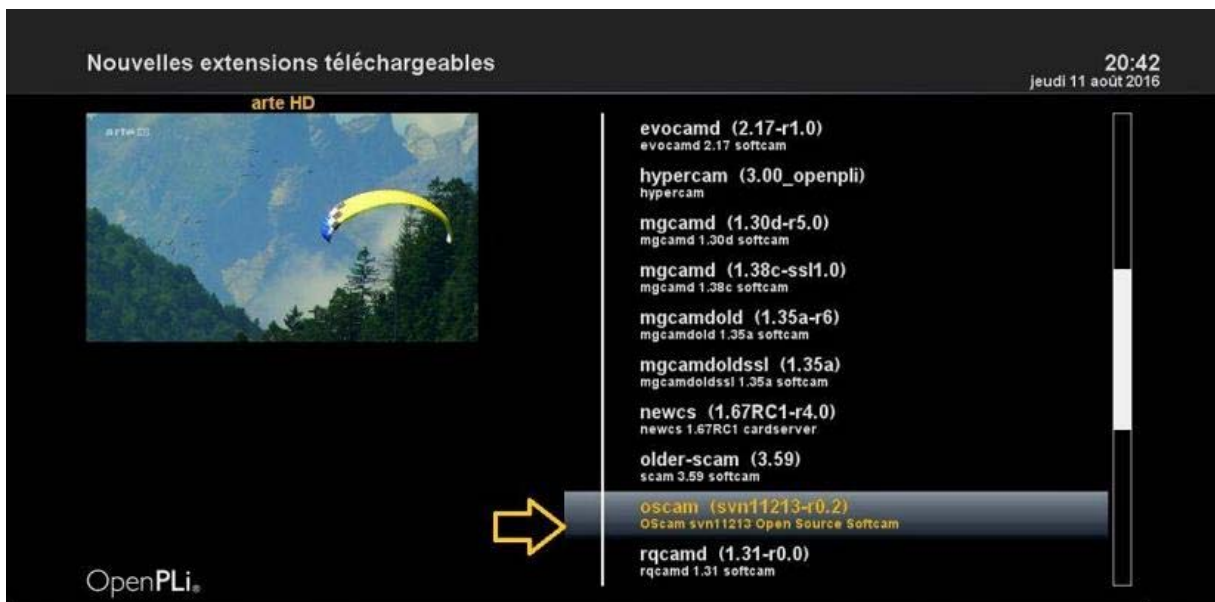 Nouvelles extensions téléchargeables
20:42
jeudi 11 août 2016
arte HD
arte HD
evocamd (2.17-r1.0)
evocamd 2.17 softcam
hypercam (3.00_openpli)
hypercam
mgcamd (1.30d-r5.0)
mgcamd 1.30d softcam
mgcamd (1.38c-ssl1.0)
mgcamd 1.38c softcam
mgcamdold (1.35a-r6)
mgcamdold 1.35a softcam
mgcamdoldssl (1.35a)
mgcamdoldssl 1.35a softcam
newcs (1.67RC1-r4.0)
newcs 1.67RC1 cardserver
older-scam (3.59)
scam 3.59 softcam
oscam (svn11213-r0.2)
OScam svn11213 Open Source Softcam
rqcamd (1.31-r0.0)
rqcamd 1.31 softcam
OpenPLi®